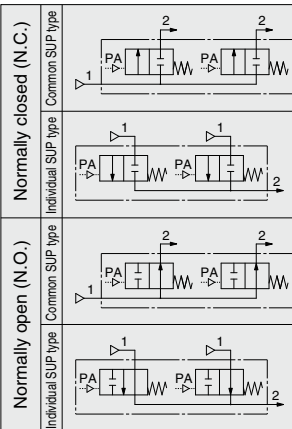 Normally closed (N.C.)
Common SUP type
2
2
PA
PA
1
Individual SUP type
1
1
PA
PA
2
Normally open (N.O.)
Common SUP type
2
2
PA
PA
1
Individual SUP type
1
1
PA
PA
2